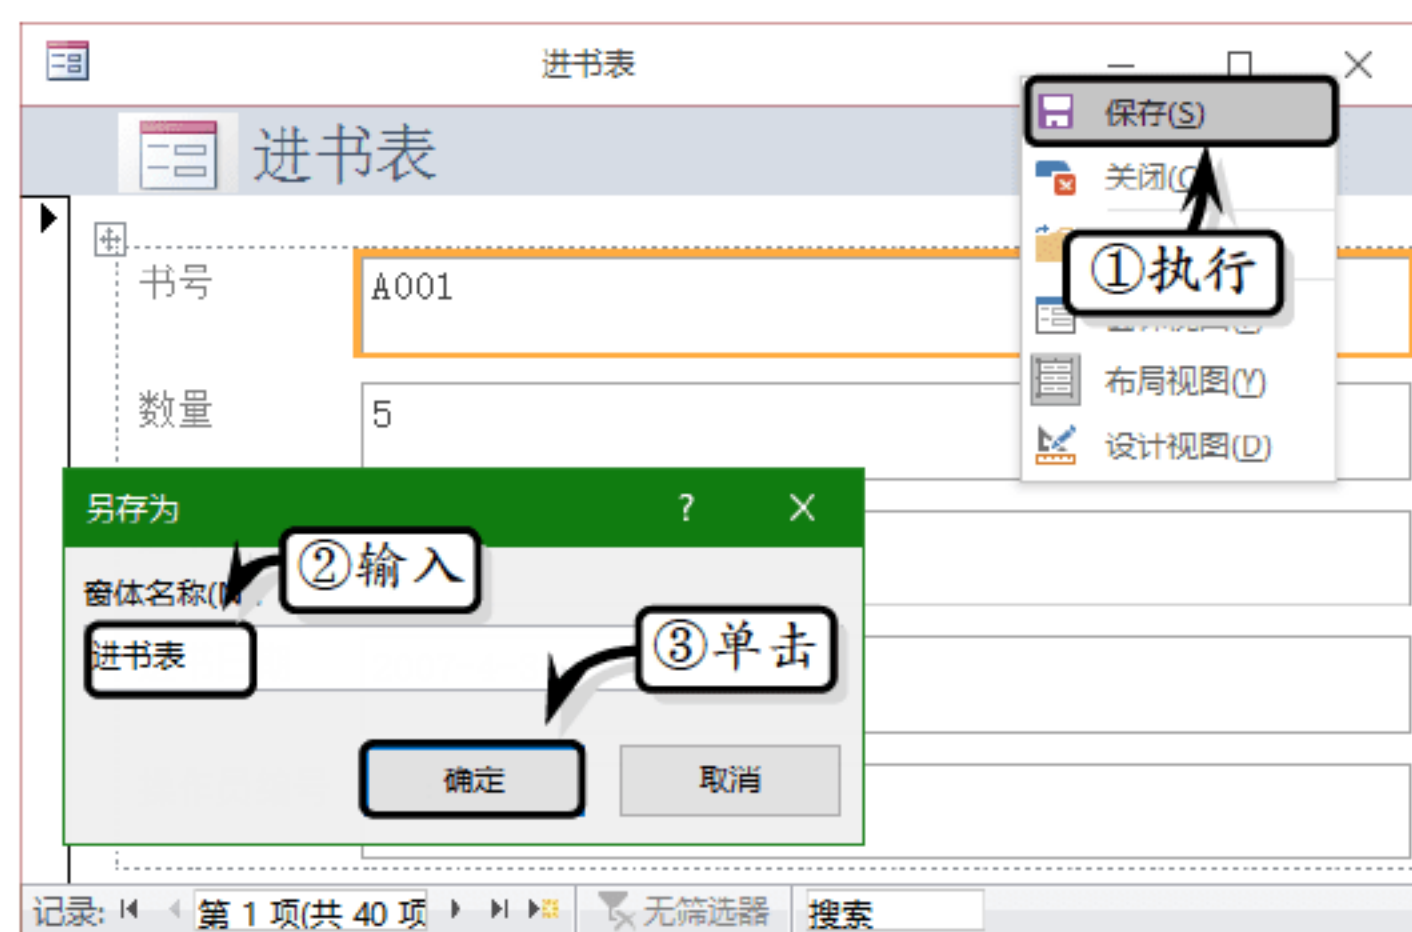 进书表
进书表
保存(S)
关闭(C
①执行
书号
A001
布局视图(Y)
数量
5
设计视图(D)
另存为
?
②输入
窗体名称(N
进书表
③单击
确定
取消
记录:
第 1 项(共 40 项
无筛选器
搜索